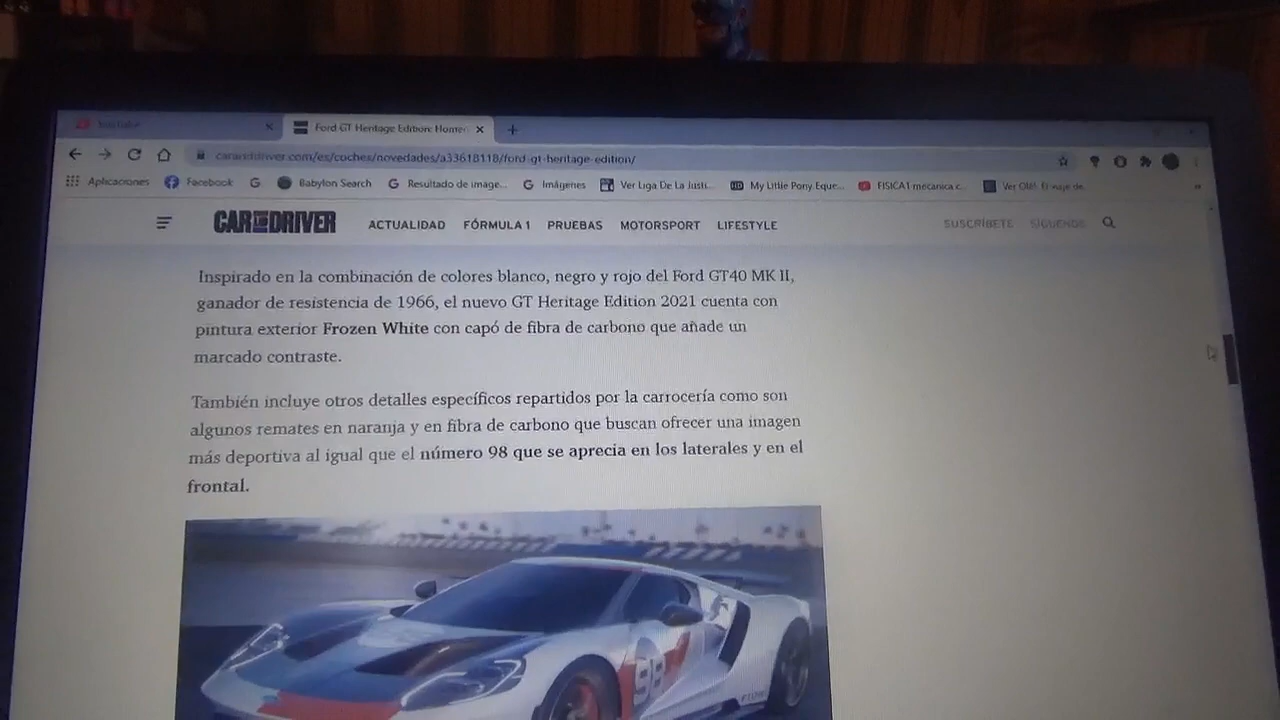 YouTube
Ford GT Heritage Edition: Homen
caranddriver.com/es/coches/novedades/a33618118/ford-gt-heritage-edition/
Aplicaciones Facebook Babylon Search Resultado de image... Imágenes Ver Liga De La Justi... My Little Pony Eque... FISICA 1 mecanica c...
CAR AND DRIVER ACTUALIDAD FÓRMULA 1 PRUEBAS MOTORSPORT LIFESTYLE SUSCRÍBETE SÍGUENOS
Inspirado en la combinación de colores blanco, negro y rojo del Ford GT40 MK II,
ganador de resistencia de 1966, el nuevo GT Heritage Edition 2021 cuenta con
pintura exterior Frozen White con capó de fibra de carbono que añade un
marcado contraste.
También incluye otros detalles específicos repartidos por la carrocería como son
algunos remates en naranja y en fibra de carbono que buscan ofrecer una imagen
más deportiva al igual que el número 98 que se aprecia en los laterales y en el
frontal.
98